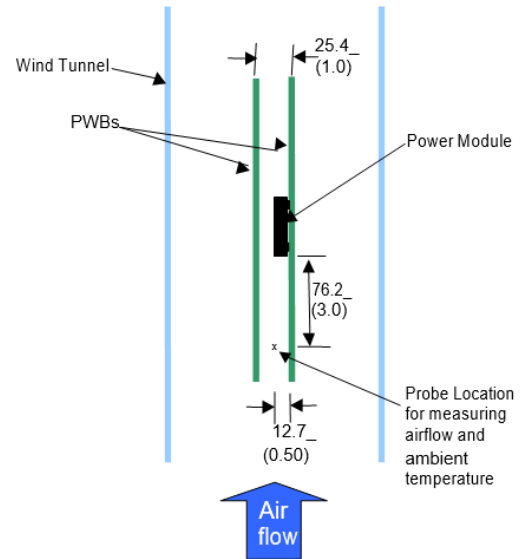 25.4_
(1.0)
Wind Tunnel
PWBs
Power Module
76.2_
(3.0)
x
Probe Location
for measuring
airflow and
ambient
temperature
12.7_
(0.50)
Air
flow